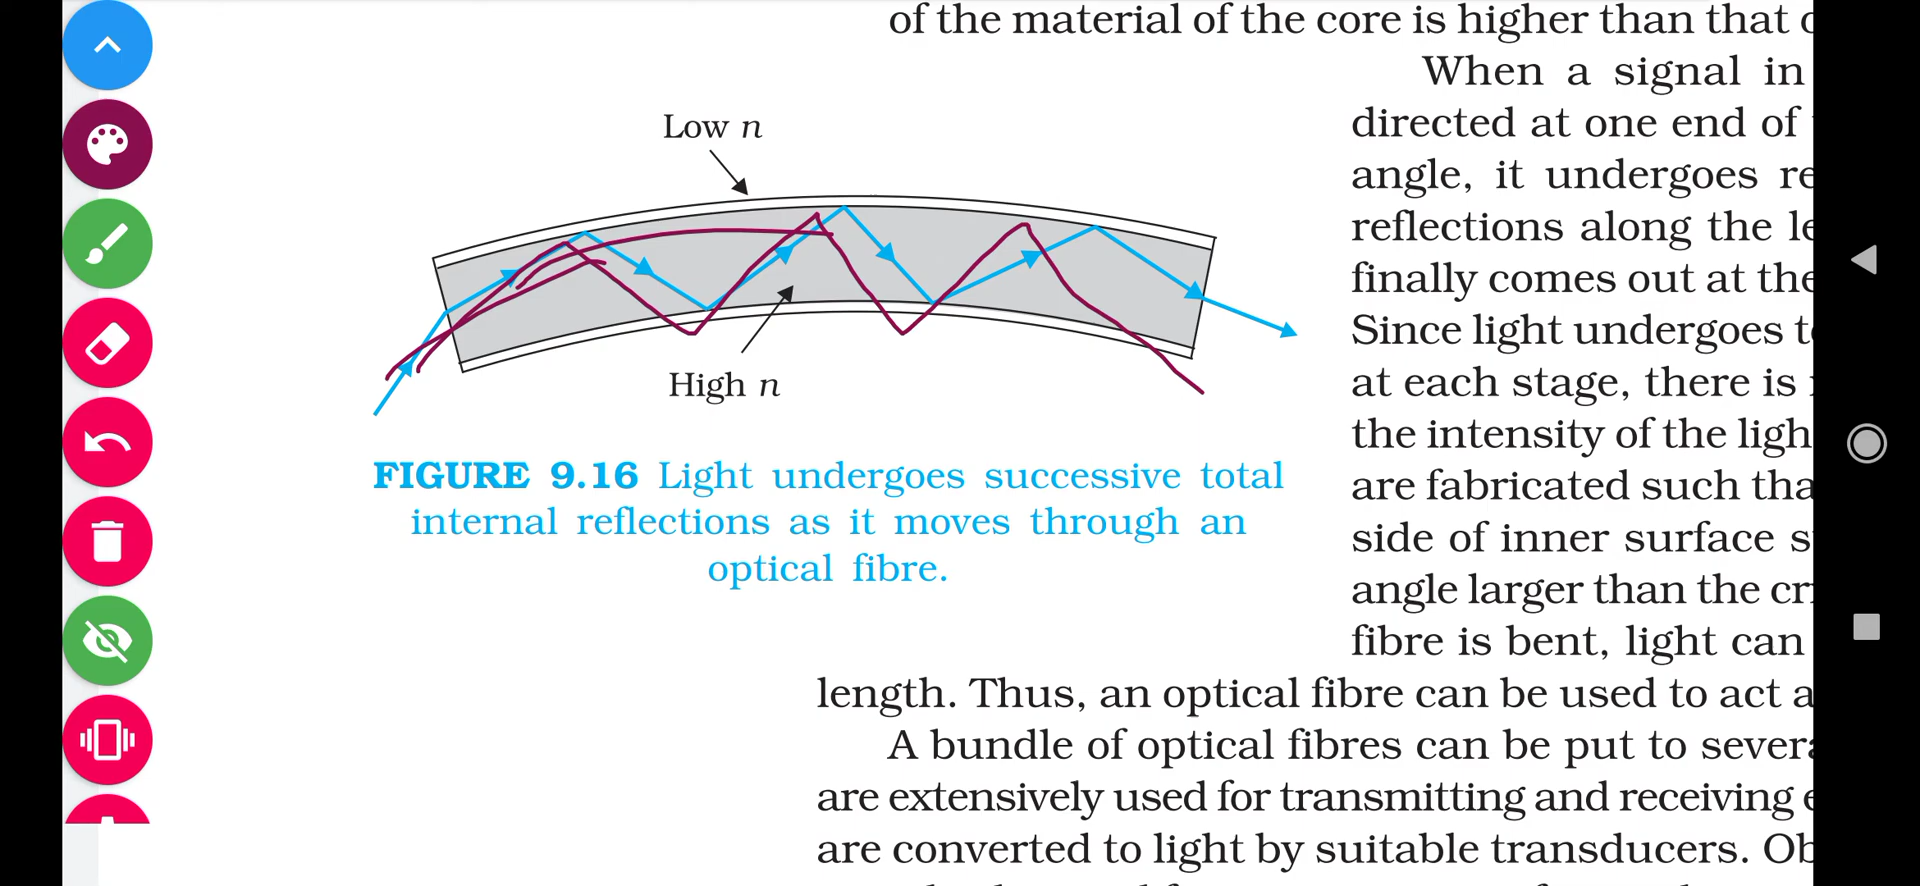 of the material of the core is higher than that
When a signal in
directed at one end of
angle, it undergoes re
reflections along the le
finally comes out at the
Since light undergoes to
at each stage, there is
the intensity of the ligh
are fabricated such tha
side of inner surface s
angle larger than the cr
fibre is bent, light can
Low n
High n
FIGURE 9.16 Light undergoes successive total
internal reflections as it moves through an
optical fibre.
length. Thus, an optical fibre can be used to act a
A bundle of optical fibres can be put to severa
are extensively used for transmitting and receiving e
are converted to light by suitable transducers. Ob